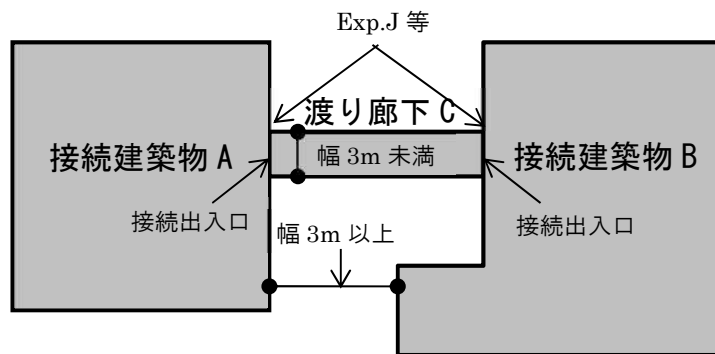 Exp.J 等
渡り廊下 C
接続建築物 A
幅 3m 未満
接続建築物 B
接続出入口
接続出入口
幅 3m 以上